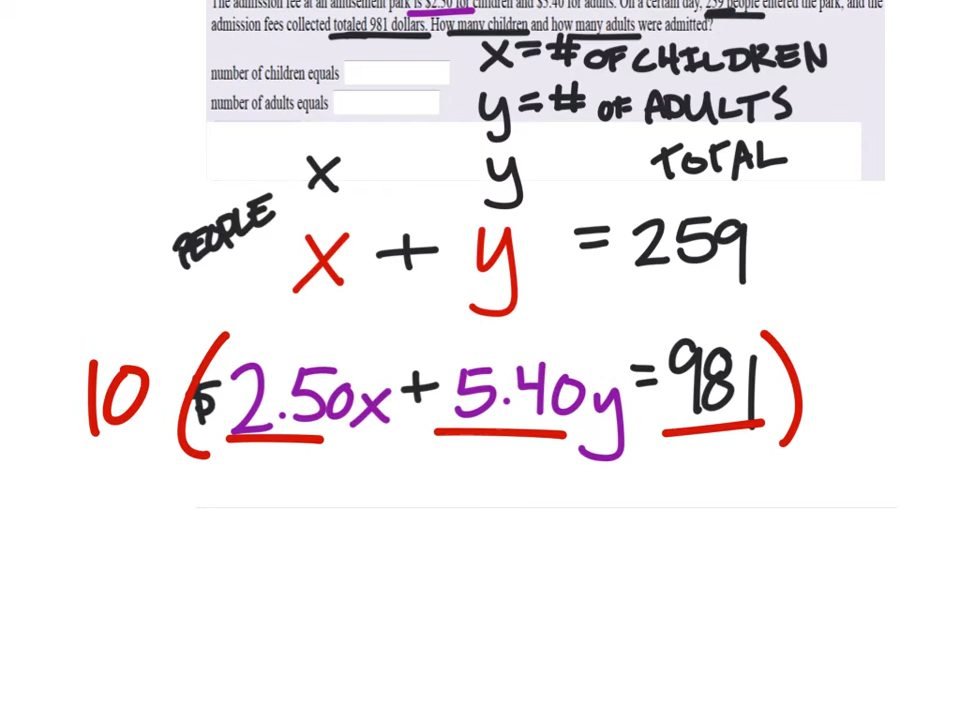 The admission fee at an amusement park is $2.50 for children and $5.40 for adults. On a certain day, 259 people entered the park, and the
admission fees collected totaled 981 dollars. How many children and how many adults were admitted?
number of children equals
number of adults equals
x = # OF CHILDREN
y = # OF ADULTS
x y TOTAL
PEOPLE x + y = 259
10 ( $ 2.50x + 5.40y = 981 )